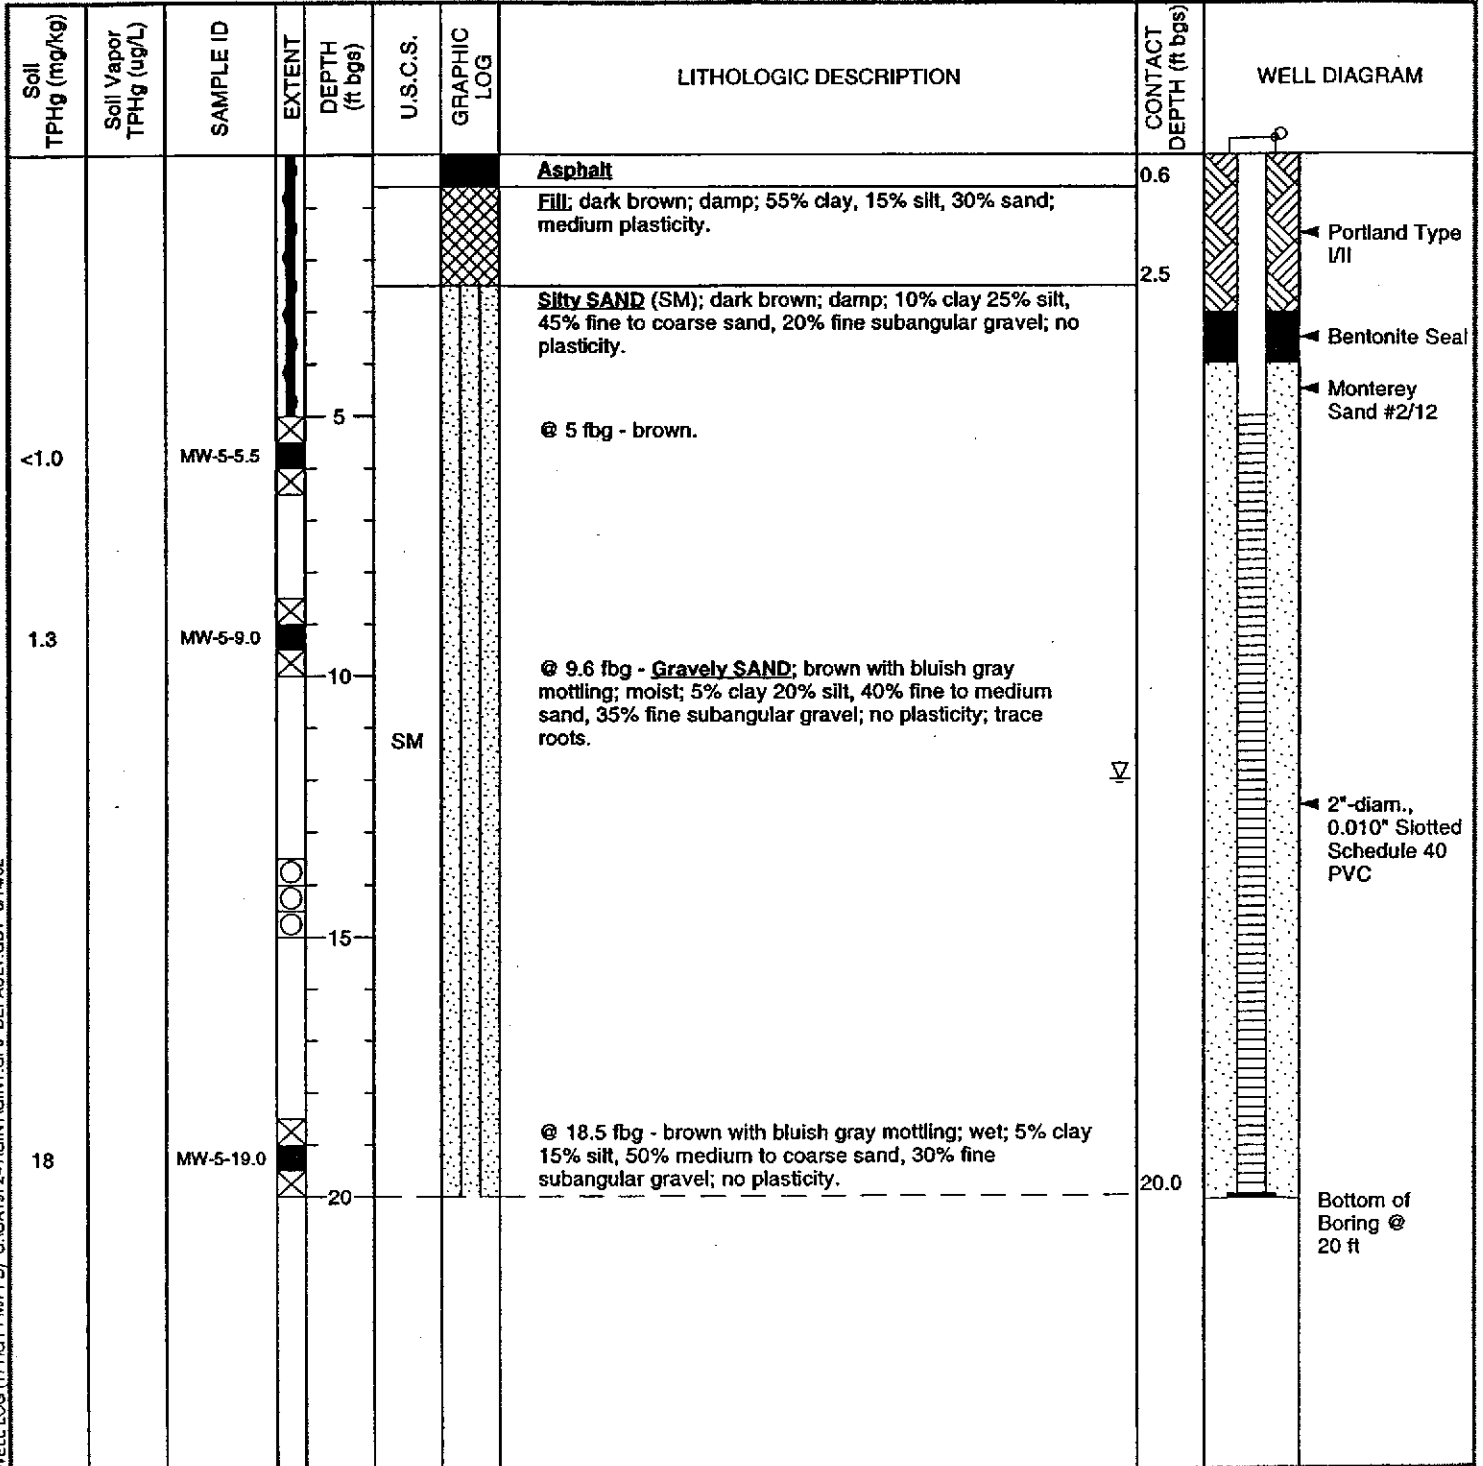 Soil
TPHg (mg/kg)
Soil Vapor
TPHg (ug/L)
SAMPLE ID
EXTENT
DEPTH
(ft bgs)
U.S.C.S.
GRAPHIC
LOG
LITHOLOGIC DESCRIPTION
CONTACT
DEPTH (ft bgs)
WELL DIAGRAM
Asphalt
0.6
Fill; dark brown; damp; 55% clay, 15% silt, 30% sand;
medium plasticity.
Portland Type
I/II
2.5
Silty SAND (SM); dark brown; damp; 10% clay 25% silt,
45% fine to coarse sand, 20% fine subangular gravel; no
plasticity.
Bentonite Seal
Monterey
Sand #2/12
5
@ 5 fbg - brown.
<1.0
MW-5-5.5
1.3
MW-5-9.0
10
@ 9.6 fbg - Gravely SAND; brown with bluish gray
mottling; moist; 5% clay 20% silt, 40% fine to medium
sand, 35% fine subangular gravel; no plasticity; trace
roots.
SM
2"-diam.,
0.010" Slotted
Schedule 40
PVC
15
@ 18.5 fbg - brown with bluish gray mottling; wet; 5% clay
15% silt, 50% medium to coarse sand, 30% fine
subangular gravel; no plasticity.
18
MW-5-19.0
20
20.0
Bottom of
Boring @
20 ft